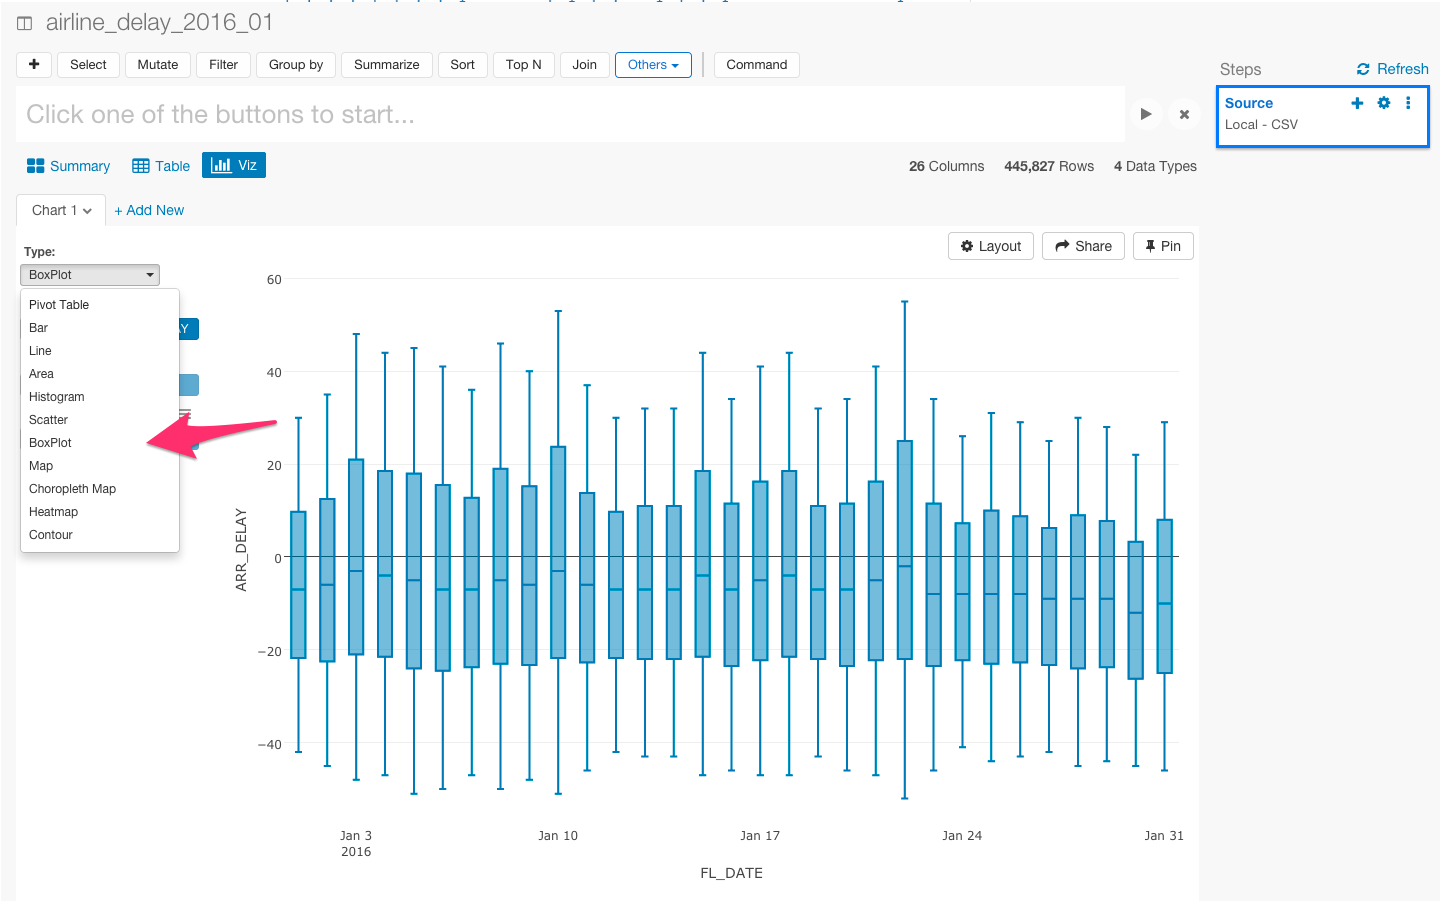 airline_delay_2016_01
+ Select Mutate Filter Group by Summarize Sort Top N Join Others Command
Steps Refresh
Click one of the buttons to start...
Source
Local - CSV
Summary Table Viz
26 Columns 445,827 Rows 4 Data Types
Chart 1 + Add New
Layout Share Pin
Type:
BoxPlot
Pivot Table
Bar
Line
Area
Histogram
Scatter
BoxPlot
Map
Choropleth Map
Heatmap
Contour
AY
60
40
20
0
−20
−40
ARR_DELAY
Jan 3 Jan 10 Jan 17 Jan 24 Jan 31
2016
FL_DATE